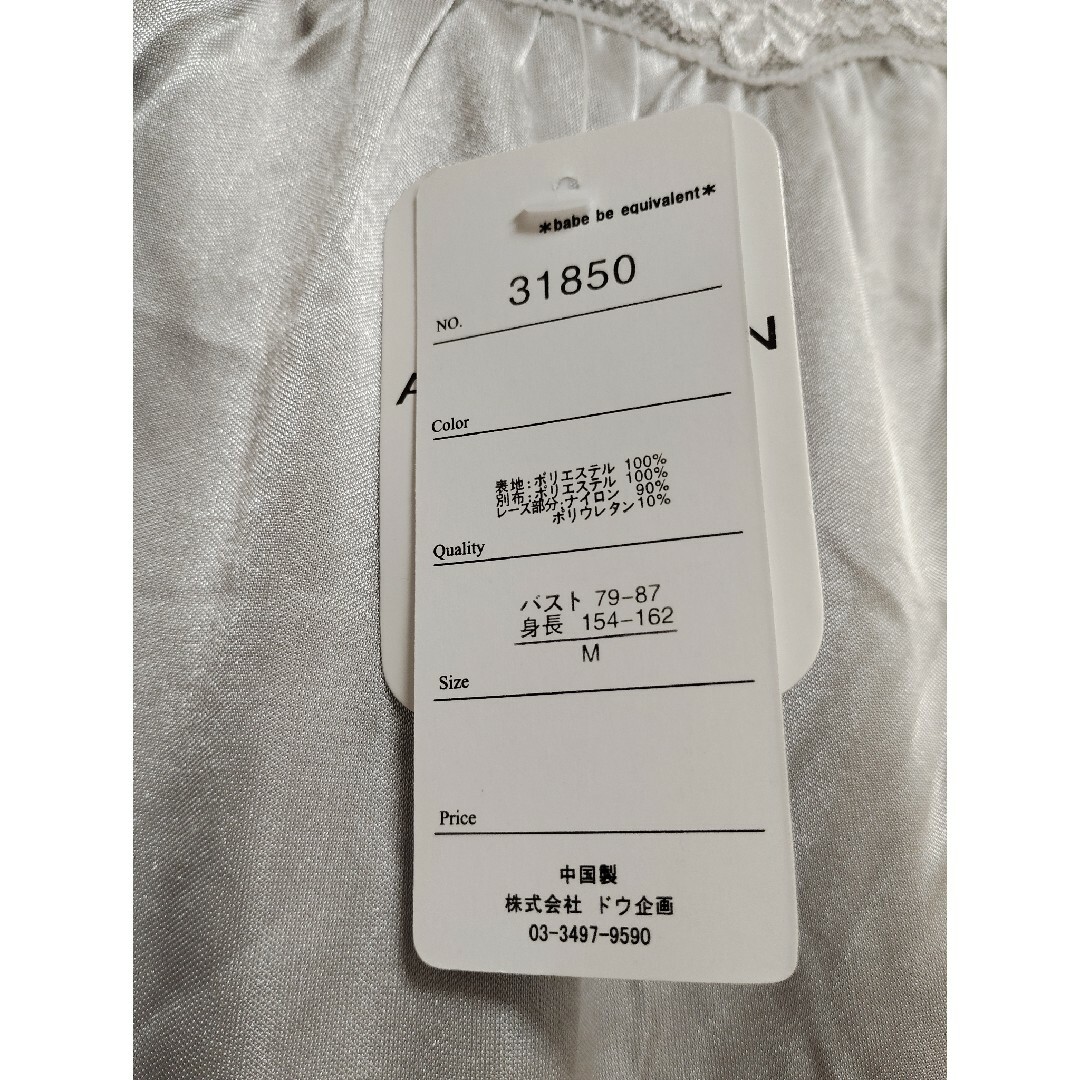 *babe be equivalent*
31850
NO.
Color
表地:ポリエステル 100%
別布:ポリエステル 100%
レース部分:ナイロン 90%
ポリウレタン10%
Quality
バスト 79-87
身長 154-162
M
Size
Price
中国製
株式会社 ドウ企画
03-3497-9590
A
N